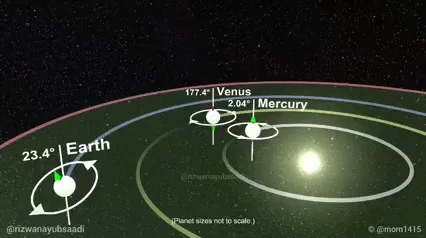 177.4° Venus
2.04° Mercury
23.4° Earth
@rizwanayubsaadi
(Planet sizes not to scale.)
@rizwanayubsaadi
© @morn1415